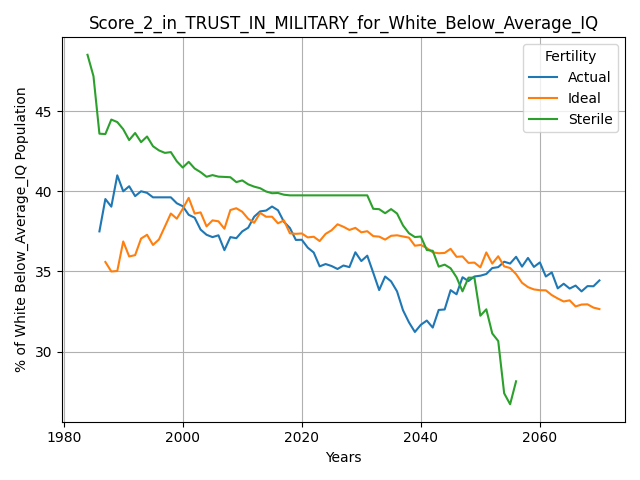 Score_2_in_TRUST_IN_MILITARY_for_White_Below_Average_IQ
% of White Below_Average_IQ Population
45
40
35
30
Fertility
Actual
Ideal
Sterile
1980
2000
2020
2040
2060
Years